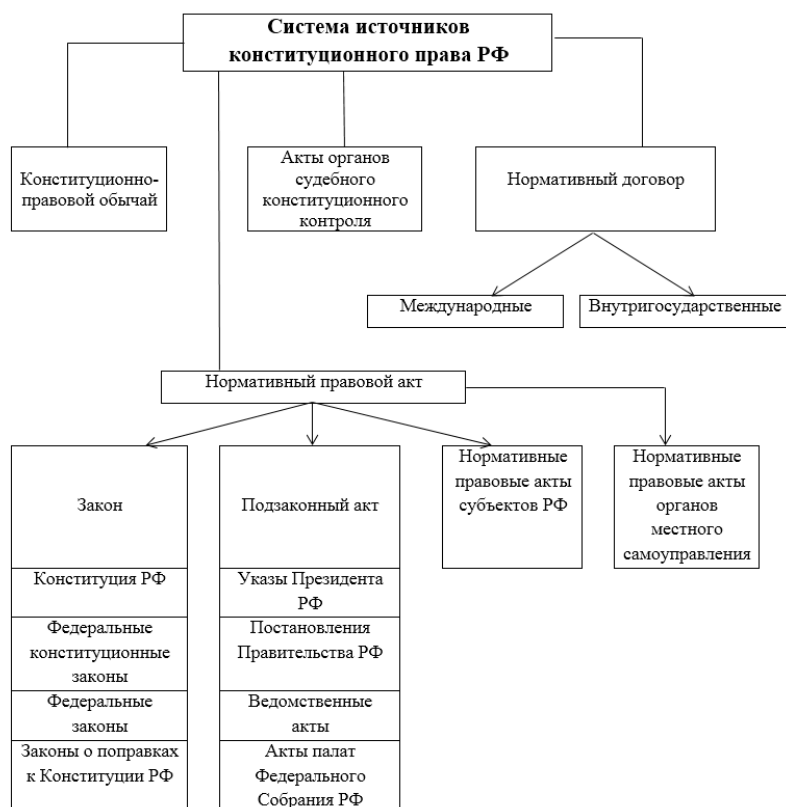 Система источников
конституционного права РФ
Конституционно-
правовой обычай
Акты органов
судебного
конституционного
контроля
Нормативный договор
Международные
Внутригосударственные
Нормативный правовой акт
Закон
Подзаконный акт
Нормативные
правовые акты
субъектов РФ
Нормативные
правовые акты
органов
местного
самоуправления
Конституция РФ
Указы Президента
РФ
Федеральные
конституционные
законы
Постановления
Правительства РФ
Федеральные
законы
Ведомственные
акты
Законы о поправках
к Конституции РФ
Акты палат
Федерального
Собрания РФ